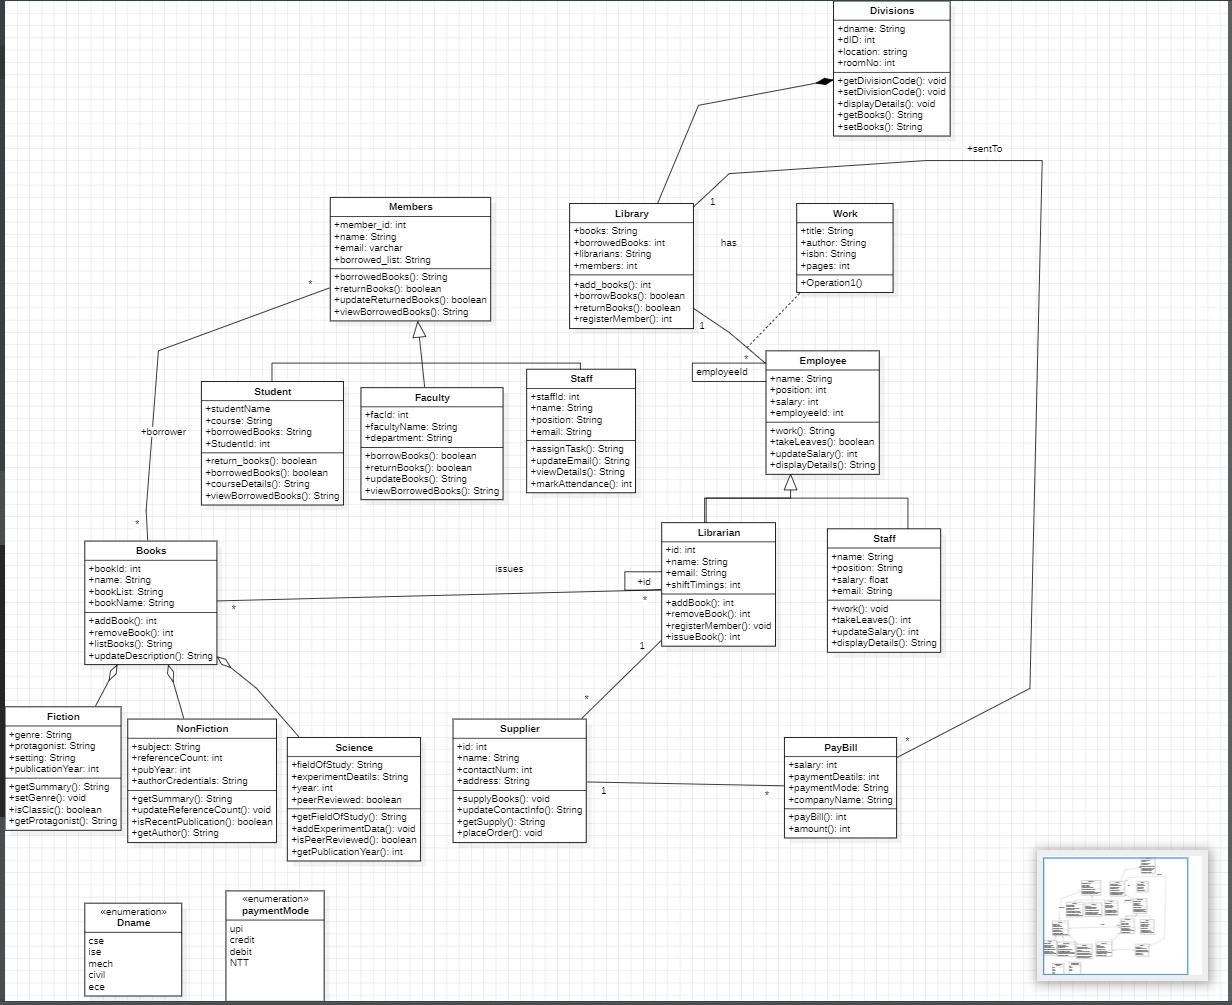 Divisions
+dname: String
+dID: int
+location: string
+roomNo: int
+getDivisionCode(): void
+setDivisionCode(): void
+displayDetails(): void
+getBooks(): String
+setBooks(): String
+sentTo
1
Members
+member_id: int
+name: String
+email: varchar
+borrowed_list: String
+borrowedBooks(): String
+returnBooks(): boolean
+updateReturnedBooks(): boolean
+viewBorrowedBooks(): String
*
Library
+books: String
+borrowedBooks: int
+librarians: String
+members: int
+add_books(): int
+borrowBooks(): boolean
+returnBooks(): boolean
+registerMember(): int
has
1
*
Work
+title: String
+author: String
+isbn: String
+pages: int
+Operation1()
employeeId
Employee
+name: String
+position: int
+salary: int
+employeeId: int
+work(): String
+takeLeaves(): boolean
+updateSalary(): int
+displayDetails(): String
Student
+studentName
+course: String
+borrowedBooks: String
+StudentId: int
+return_books(): boolean
+borrowedBooks(): boolean
+courseDetails(): String
+viewBorrowedBooks(): String
Faculty
+facId: int
+facultyName: String
+department: String
+borrowBooks(): boolean
+returnBooks(): boolean
+updateBooks(): boolean
+viewBorrowedBooks(): String
Staff
+staffId: int
+name: String
+position: String
+email: String
+assignTask(): String
+updateEmail(): String
+viewDetails(): String
+markAttendance(): int
+borrower
*
Books
+bookId: int
+name: String
+bookList: String
+bookName: String
+addBook(): int
+removeBook(): int
+listBooks(): String
+updateDescription(): String
issues
*
*
+id
Librarian
+id: int
+name: String
+email: String
+shiftTimings: int
+addBook(): int
+removeBook(): int
+registerMember(): void
+issueBook(): int
Staff
+name: String
+position: String
+salary: float
+email: String
+work(): void
+takeLeaves(): int
+updateSalary(): int
+displayDetails(): String
1
*
Fiction
+genre: String
+protagonist: String
+setting: String
+publicationYear: int
+getSummary(): String
+setGenre(): void
+isClassic(): boolean
+getProtagonist(): String
NonFiction
+subject: String
+referenceCount: int
+pubYear: int
+authorCredentials: String
+getSummary(): String
+updateReferenceCount(): void
+isRecentPublication(): boolean
+getAuthor(): String
Science
+fieldOfStudy: String
+experimentDeatils: String
+year: int
+peerReviewed: boolean
+getFieldOfStudy(): String
+addExperimentData(): void
+isPeerReviewed(): boolean
+getPublicationYear(): int
Supplier
+id: int
+name: String
+contactNum: int
+address: String
+supplyBooks(): void
+updateContactInfo(): String
+getSupply(): String
+placeOrder(): void
1
*
*
PayBill
+salary: int
+paymentDeatils: int
+paymentMode: String
+companyName: String
+payBill(): int
+amount(): int
«enumeration»
Dname
cse
ise
mech
civil
ece
«enumeration»
paymentMode
upi
credit
debit
NTT